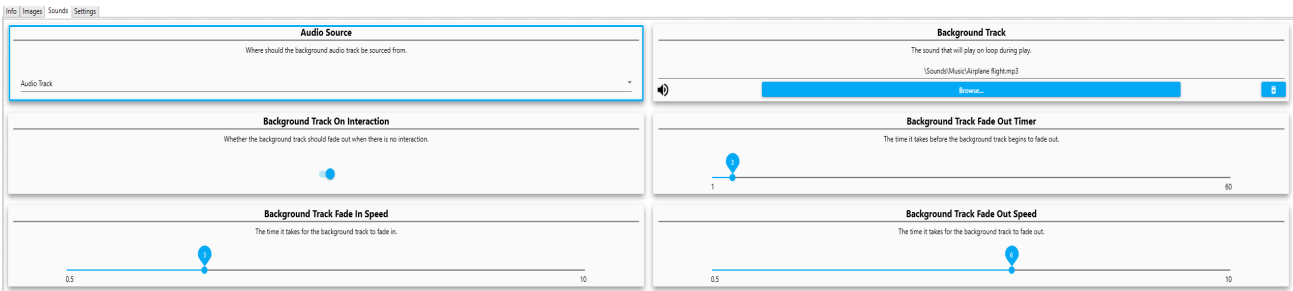 Info Images Sounds Settings
Audio Source
Where should the background audio track be sourced from.
Audio Track
Background Track
The sound that will play on loop during play.
\Sounds\Music\Airplane flight.mp3
Browse...
Background Track On Interaction
Whether the background track should fade out when there is no interaction.
Background Track Fade Out Timer
The time it takes before the background track begins to fade out.
3
1 60
Background Track Fade In Speed
The time it takes for the background track to fade in.
3
0.5 10
Background Track Fade Out Speed
The time it takes for the background track to fade out.
6
0.5 10